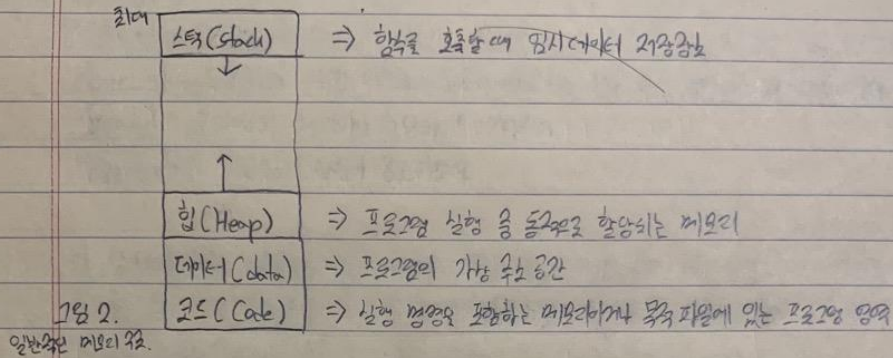 최대
스택(stack) ⇒ 함수를 호출할 때 임시 데이터 저장장소
힙(Heap) ⇒ 프로그램 실행 중 동적으로 할당되는 메모리
데이터(data) ⇒ 프로그램의 가상 주소 공간
코드(Code) ⇒ 실행 명령을 포함하는 메모리이거나 목적 파일에 있는 프로그램 영역
그림 2.
일반적인 메모리 구조.